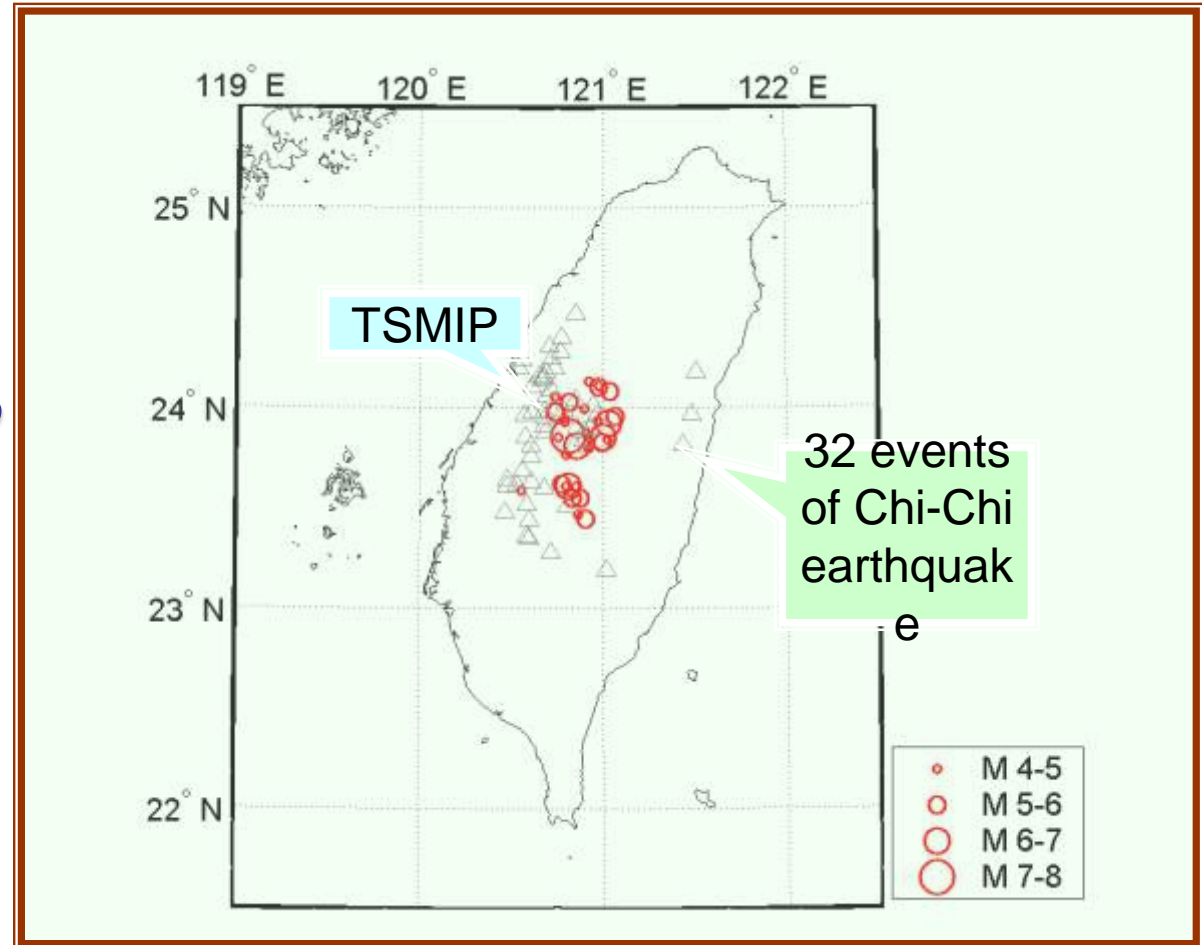 119° E 120° E 121° E 122° E
25° N
TSMIP
24° N
32 events
of Chi-Chi
earthquak
e
23° N
22° N
M 4-5
M 5-6
M 6-7
M 7-8